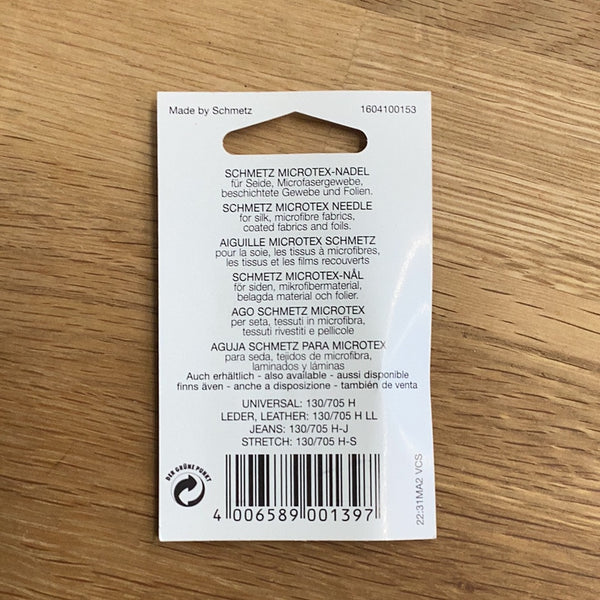 Made by Schmetz 1604100153
SCHMETZ MICROTEX-NADEL
für Seide, Microfasergewebe,
beschichtete Gewebe und Folien.
SCHMETZ MICROTEX NEEDLE
for silk, microfibre fabrics,
coated fabrics and foils.
AIGUILLE MICROTEX SCHMETZ
pour la soie, les tissus à microfibres,
les tissus et les films recouverts
SCHMETZ MICROTEX-NÅL
för siden, mikrofibermaterial,
belagda material och folier.
AGO SCHMETZ MICROTEX
per seta, tessuti in microfibra,
tessuti rivestiti e pellicole
AGUJA SCHMETZ PARA MICROTEX
para seda, tejidos de microfibra,
laminados y láminas
Auch erhältlich - also available - aussi disponible
finns även - anche a disposizione - también de venta
UNIVERSAL: 130/705 H
LEDER, LEATHER: 130/705 H LL
JEANS: 130/705 H-J
STRETCH: 130/705 H-S
DER GRÜNE PUNKT
4 006589 001397
22:31MA2 VCS